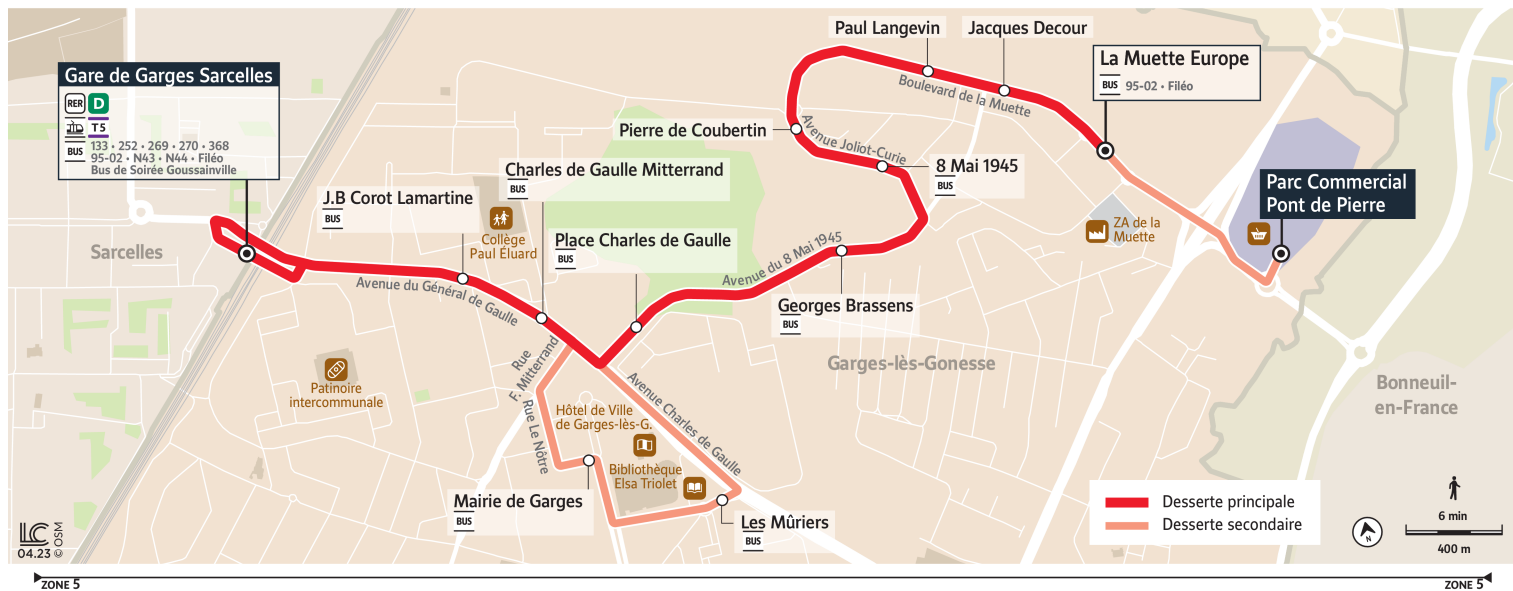 Paul Langevin
Jacques Decour
La Muette Europe
BUS 95-02 • Filéo
Gare de Garges Sarcelles
RER D
T5
BUS
133 • 252 • 269 • 270 • 368
95-02 • N43 • N44 • Filéo
Bus de Soirée Goussainville
Boulevard de la Muette
Pierre de Coubertin
Avenue Joliot-Curie
8 Mai 1945
BUS
Charles de Gaulle Mitterrand
BUS
J.B Corot Lamartine
BUS
Parc Commercial
Pont de Pierre
Collège
Paul Éluard
Place Charles de Gaulle
BUS
ZA de la
Muette
Sarcelles
Avenue du 8 Mai 1945
Avenue du Général de Gaulle
Georges Brassens
BUS
Rue
F. Mitterrand
Garges-lès-Gonesse
Patinoire
intercommunale
Bonneuil-
en-France
Avenue Charles de Gaulle
Rue Le Nôtre
Hôtel de Ville
de Garges-lès-G.
Bibliothèque
Elsa Triolet
Mairie de Garges
BUS
Les Mûriers
BUS
Desserte principale
Desserte secondaire
N
6 min
400 m
LC
04.23 © OSM
ZONE 5
ZONE 5